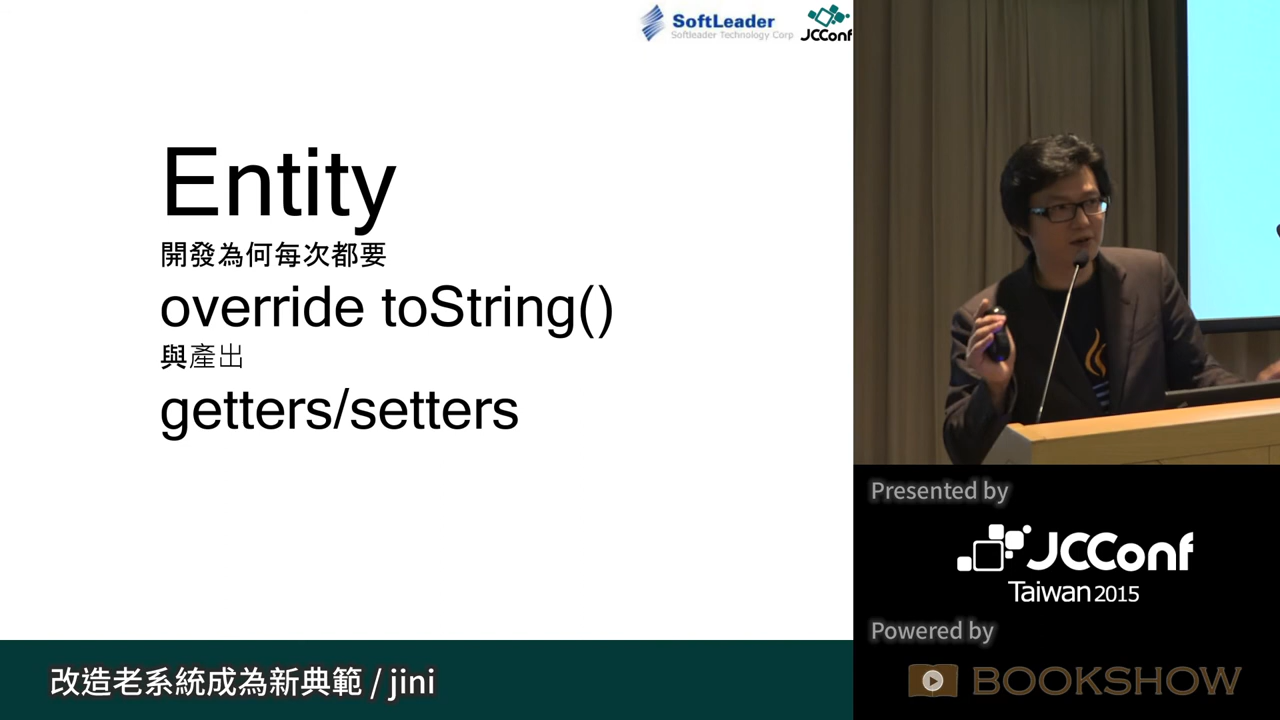 SoftLeader
Softleader Technology Corp
JCConf
Entity
開發為何每次都要
override toString()
與產出
getters/setters
改造老系統成為新典範 / jini
Presented by
JCConf
Taiwan 2015
Powered by
BOOKSHOW